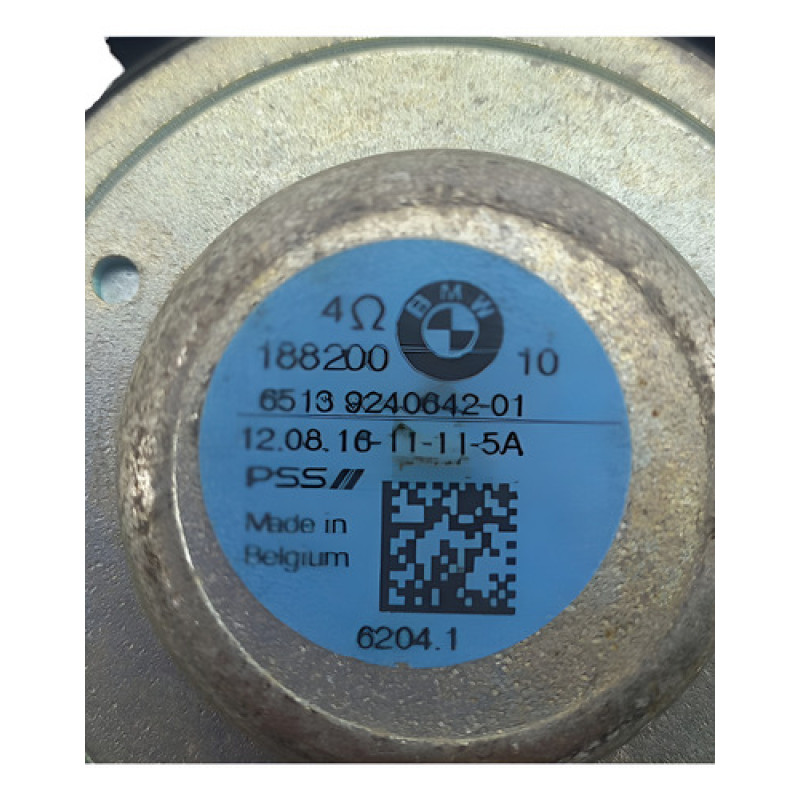 4Ω BMW
188200 10
6513 9240642-01
12.08.16-11-11-5A
PSS
Made in
Belgium
6204.1